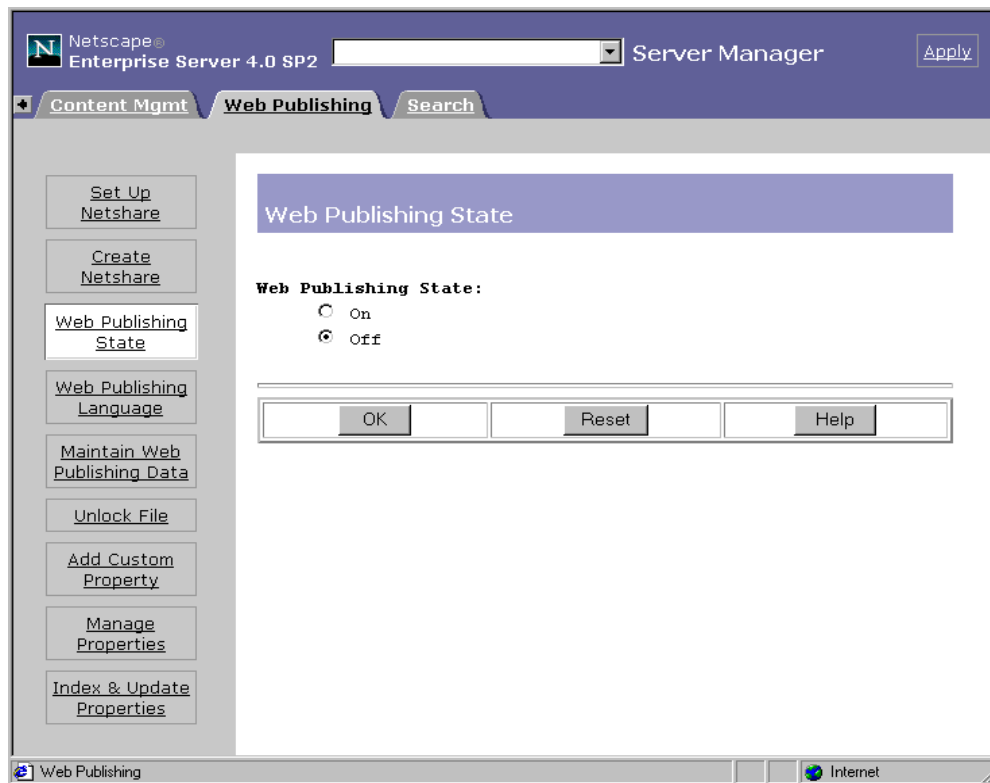 Netscape®
Enterprise Server 4.0 SP2
Server Manager
Apply
Content Mgmt
Web Publishing
Search
Set Up
Netshare
Create
Netshare
Web Publishing
State
Web Publishing
Language
Maintain Web
Publishing Data
Unlock File
Add Custom
Property
Manage
Properties
Index & Update
Properties
Web Publishing State
Web Publishing State:
On
Off
OK
Reset
Help
Web Publishing
Internet